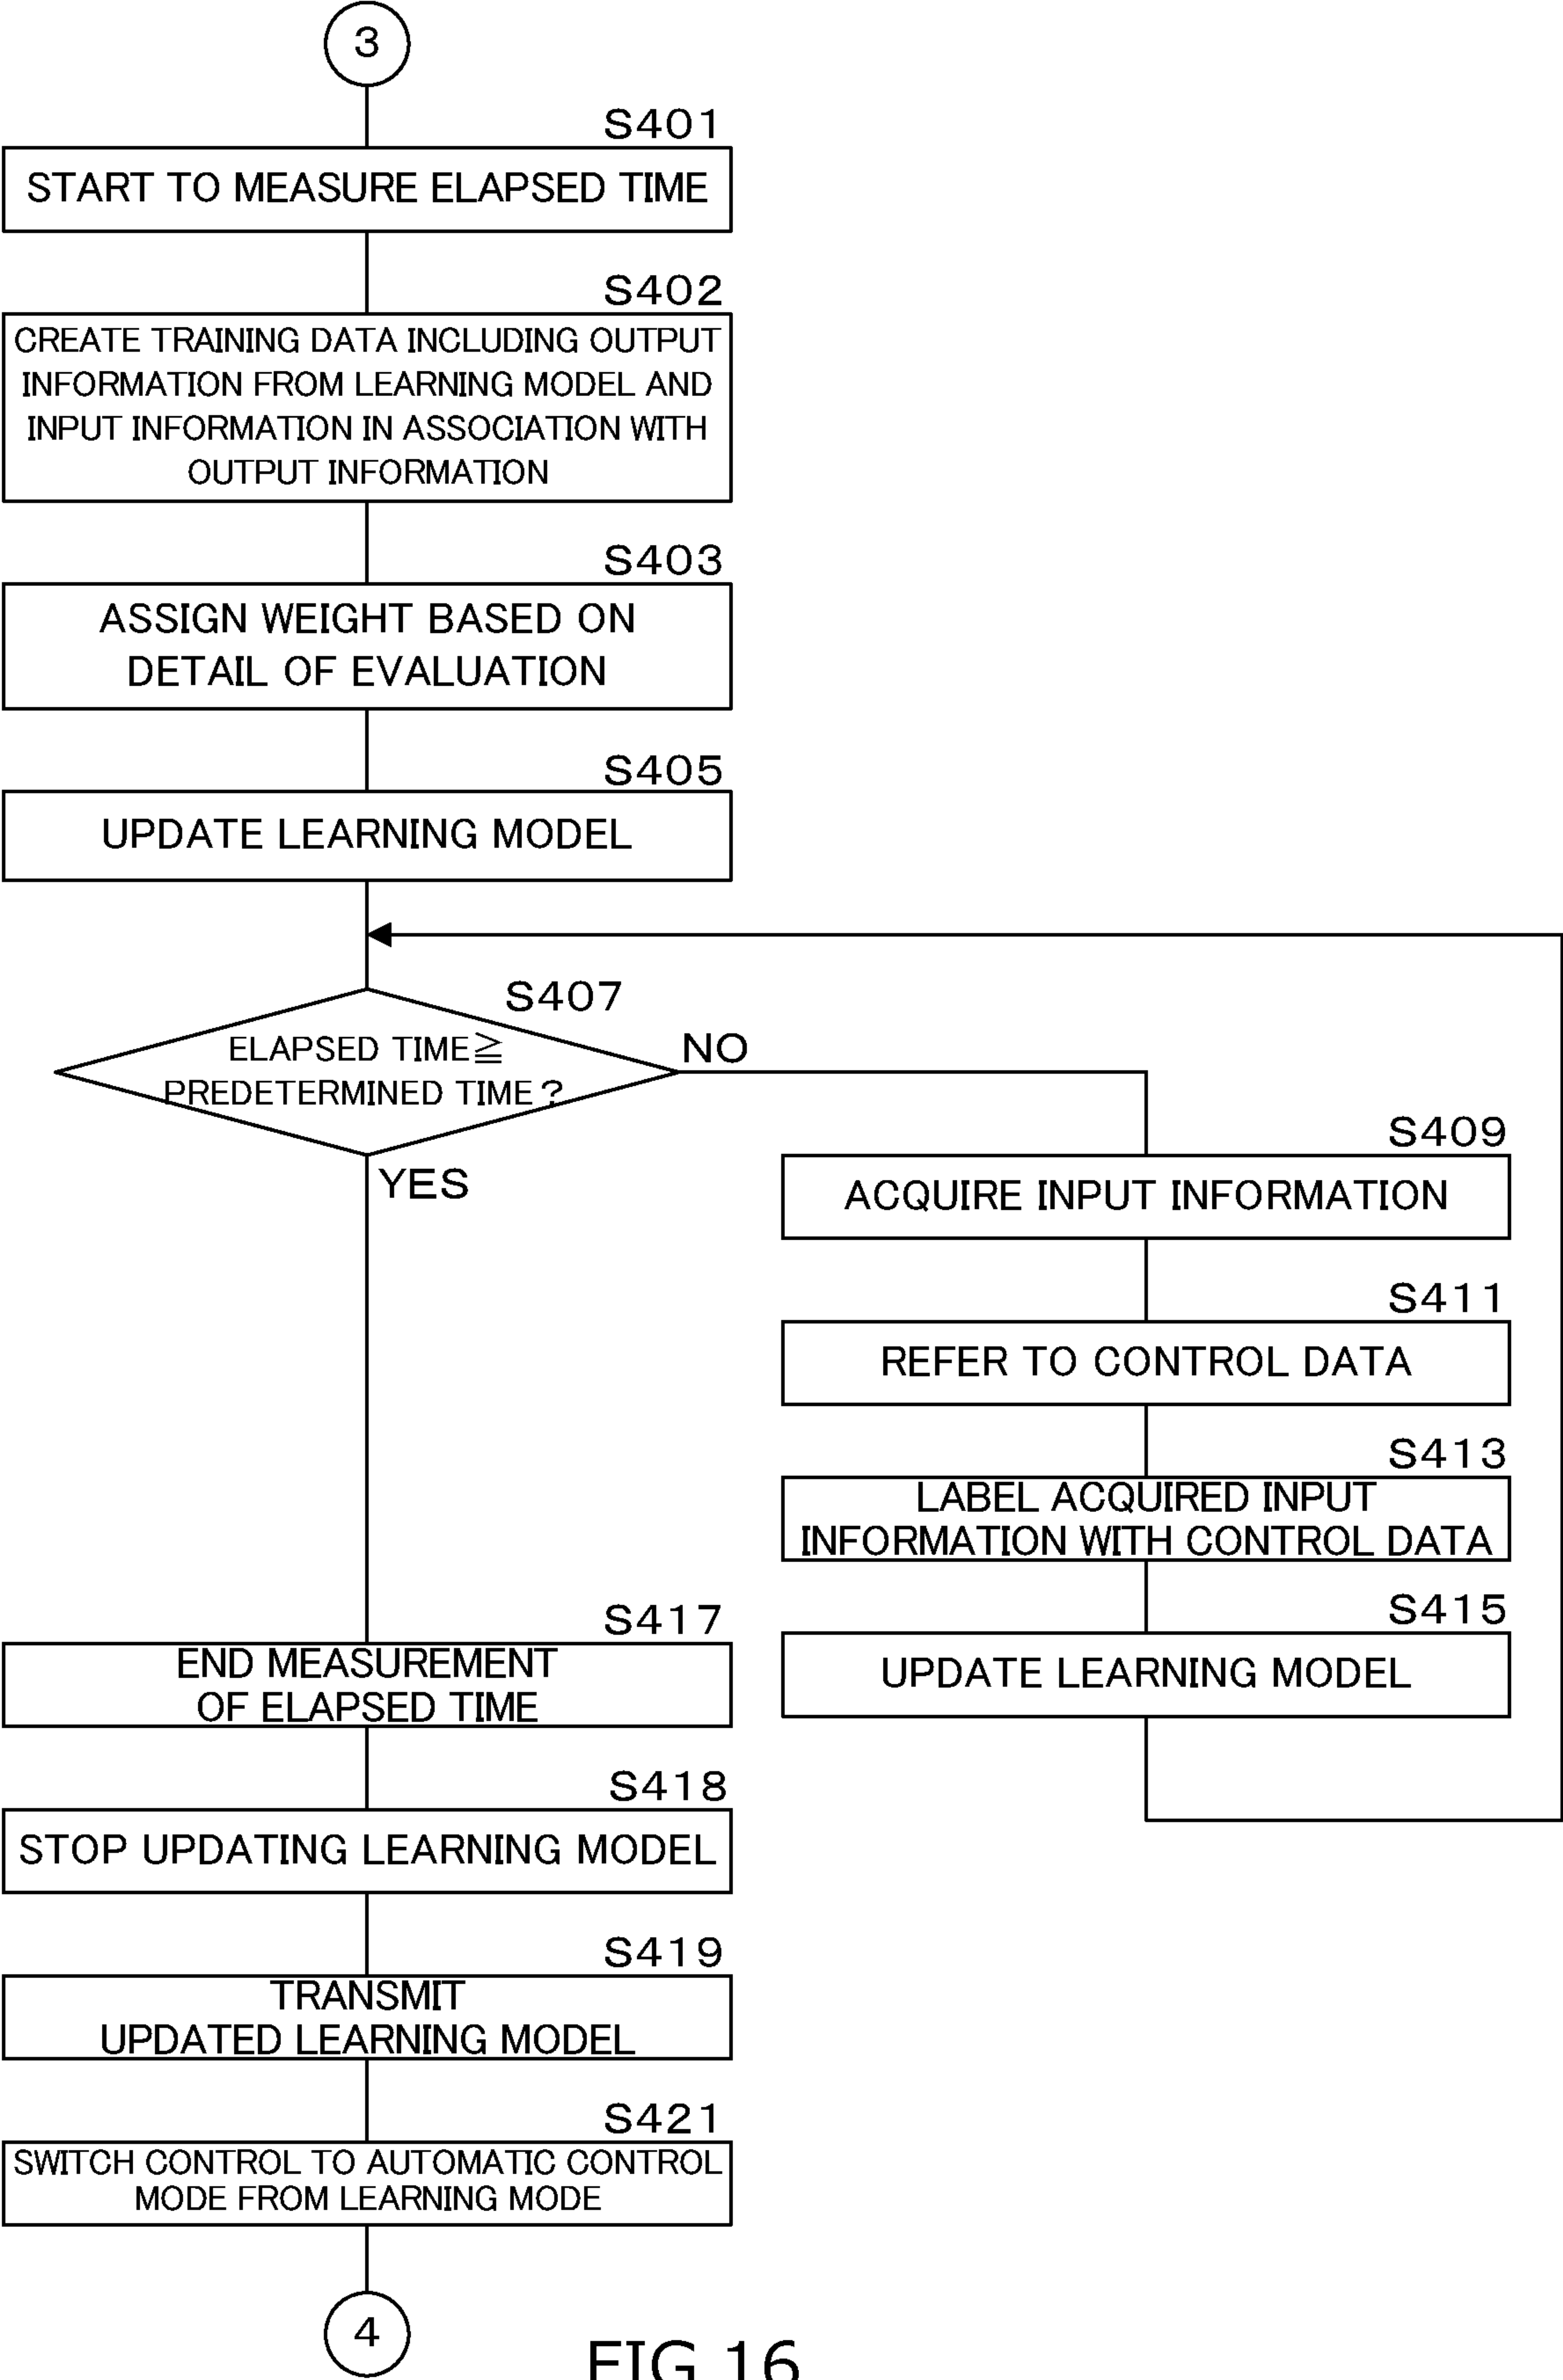 3
S401
START TO MEASURE ELAPSED TIME
S402
CREATE TRAINING DATA INCLUDING OUTPUT
INFORMATION FROM LEARNING MODEL AND
INPUT INFORMATION IN ASSOCIATION WITH
OUTPUT INFORMATION
S403
ASSIGN WEIGHT BASED ON
DETAIL OF EVALUATION
S405
UPDATE LEARNING MODEL
S407
ELAPSED TIME≧
PREDETERMINED TIME?
NO
YES
S409
ACQUIRE INPUT INFORMATION
S411
REFER TO CONTROL DATA
S413
LABEL ACQUIRED INPUT
INFORMATION WITH CONTROL DATA
S415
UPDATE LEARNING MODEL
S417
END MEASUREMENT
OF ELAPSED TIME
S418
STOP UPDATING LEARNING MODEL
S419
TRANSMIT
UPDATED LEARNING MODEL
S421
SWITCH CONTROL TO AUTOMATIC CONTROL
MODE FROM LEARNING MODE
4
FIG.16